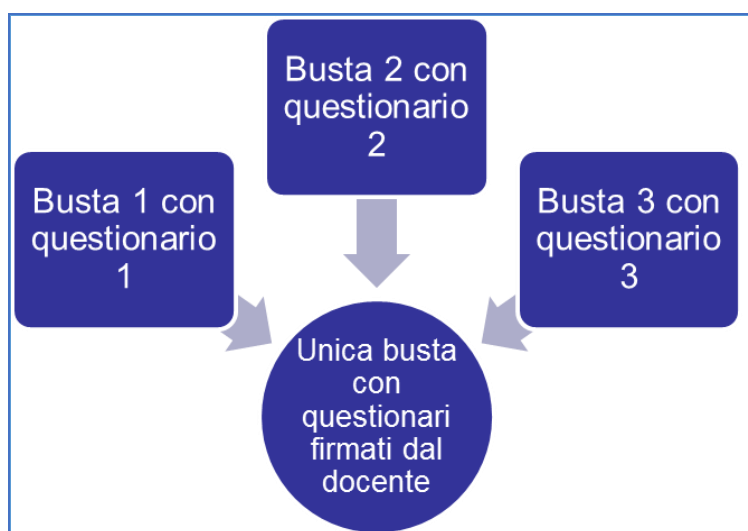 Busta 1 con
questionario
1
Busta 2 con
questionario
2
Busta 3 con
questionario
3
Unica busta
con
questionari
firmati dal
docente